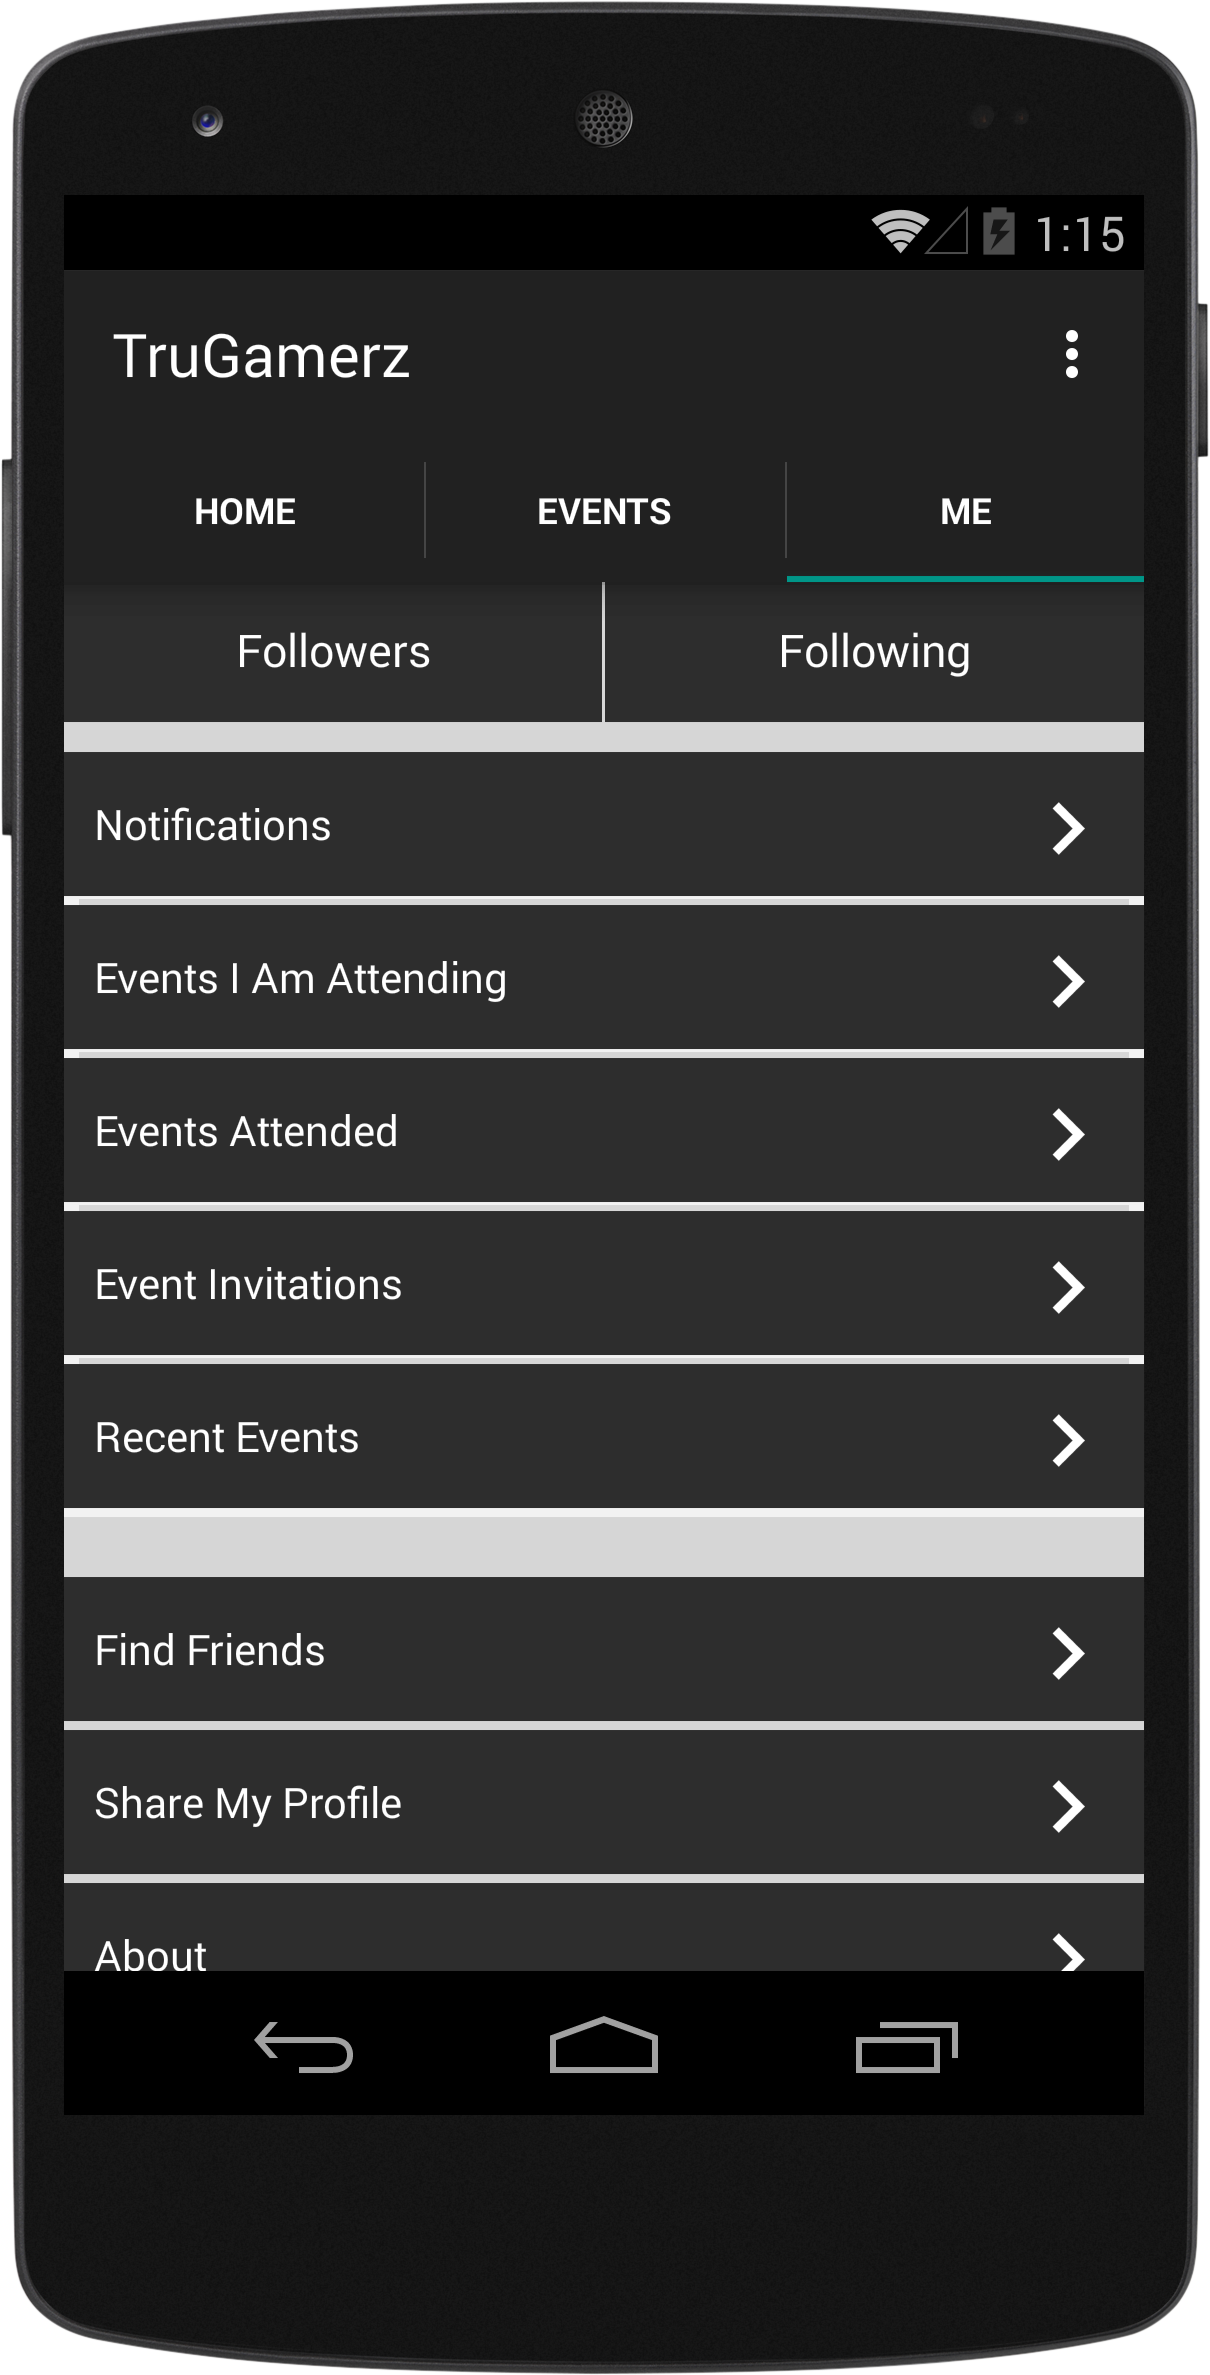 1:15
TruGamerz
HOME EVENTS ME
Followers Following
Notifications
Events I Am Attending
Events Attended
Event Invitations
Recent Events
Find Friends
Share My Profile
About